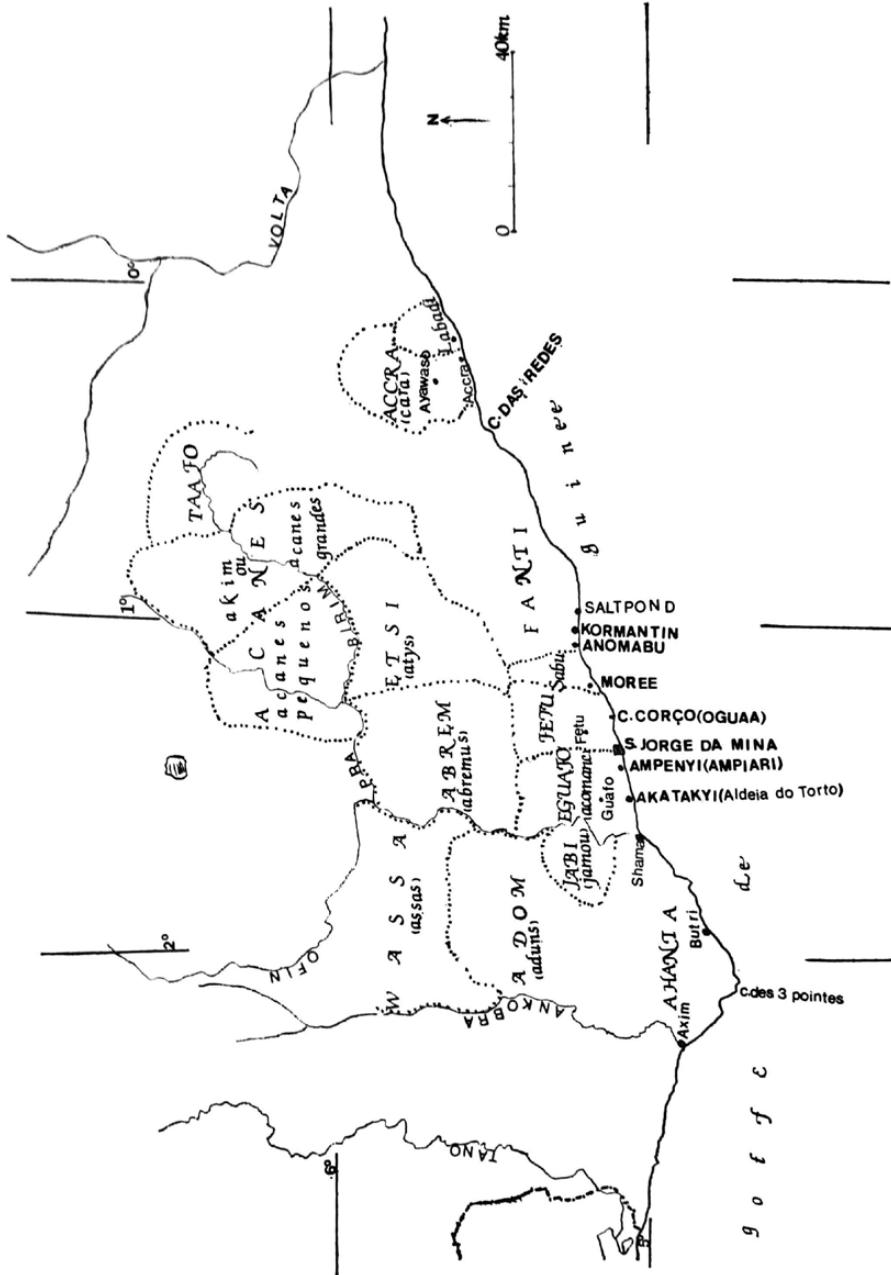 VOLTA
0°
1°
2°
6°
5°
N
0
40km
TAAFO
akim
ou
ACANES
acanes
grandes
acanes
pequenos
BIRIM
ETSI
(atys)
ACCRA
(cara)
Ayawaso
Labadi
Accra
C. DAS REDES
FANTI
SALTPOND
KORMANTIN
ANOMABU
Sabu
MOREE
FETU
Fetu
C. CORÇO (OGUAA)
S. JORGE DA MINA
AMPENYI (AMPIARI)
AKATAKYI (Aldeia do Torto)
EGUAFO
(acomane)
Guafo
ABREM
(abremus)
PRA
OFIN
WASSA
(assas)
ADOM
(aduns)
JABI
(jamou)
Shama
AHANTA
Butri
C. des 3 pointes
Axim
ANKOBRA
TANO
golfe de guinée